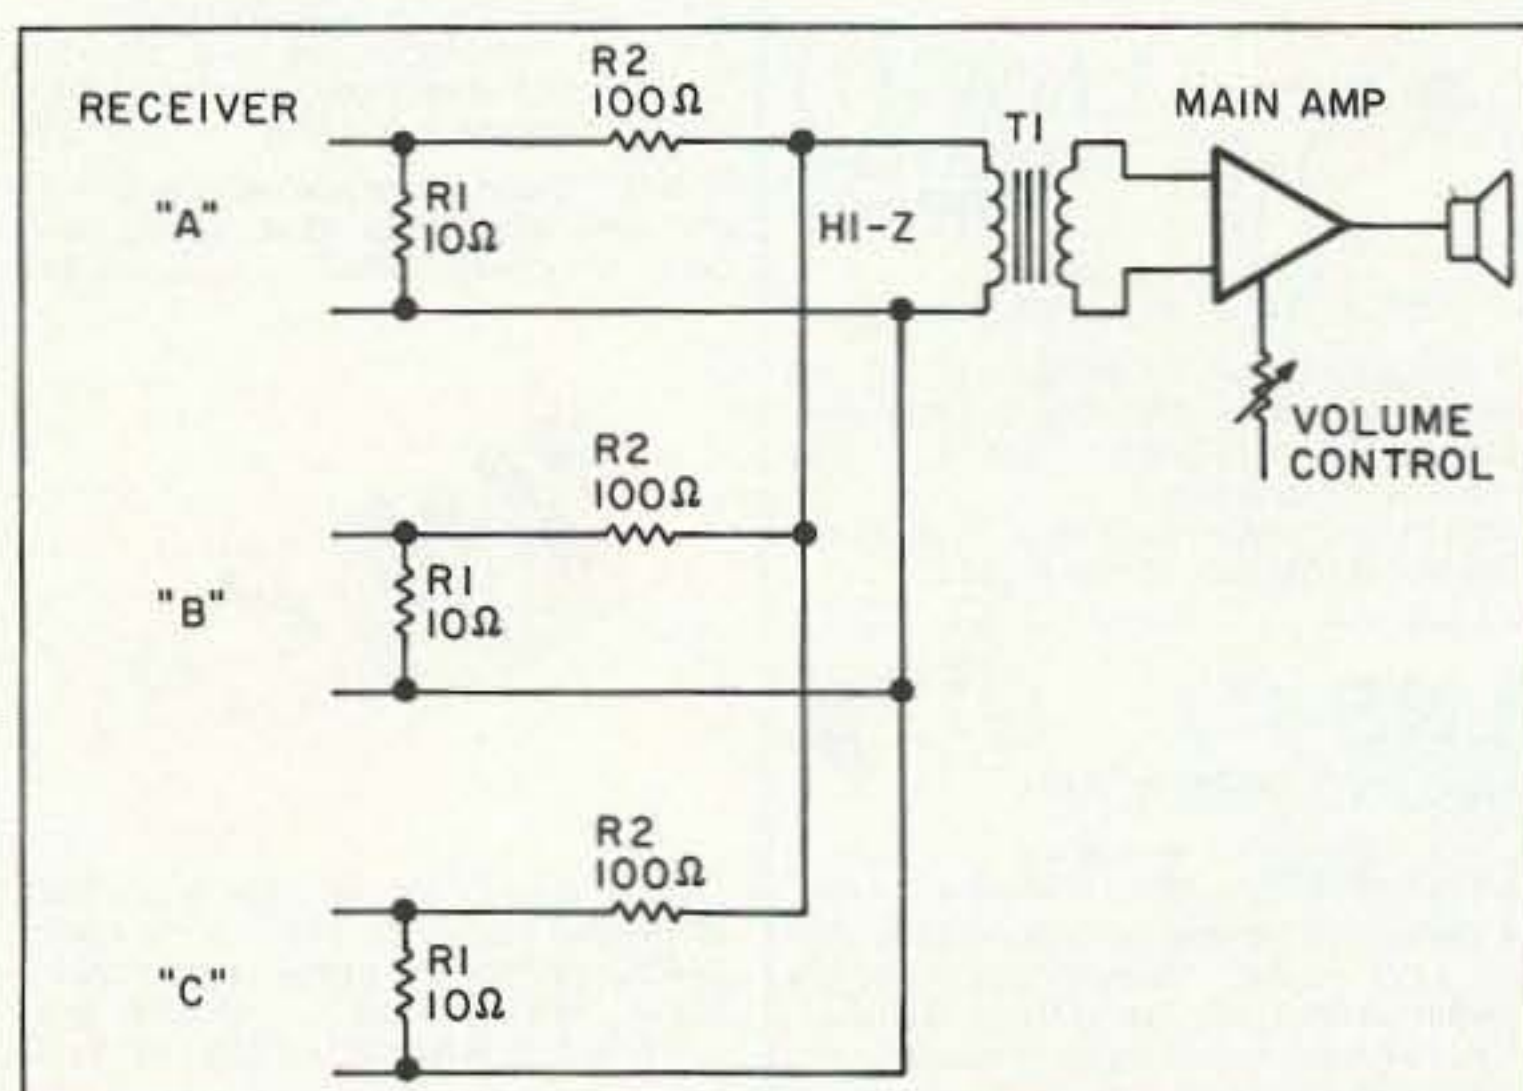 RECEIVER
R2
100Ω
T1
MAIN AMP
"A"
R1
10Ω
HI-Z
VOLUME
CONTROL
R2
100Ω
"B"
R1
10Ω
R2
100Ω
"C"
R1
10Ω